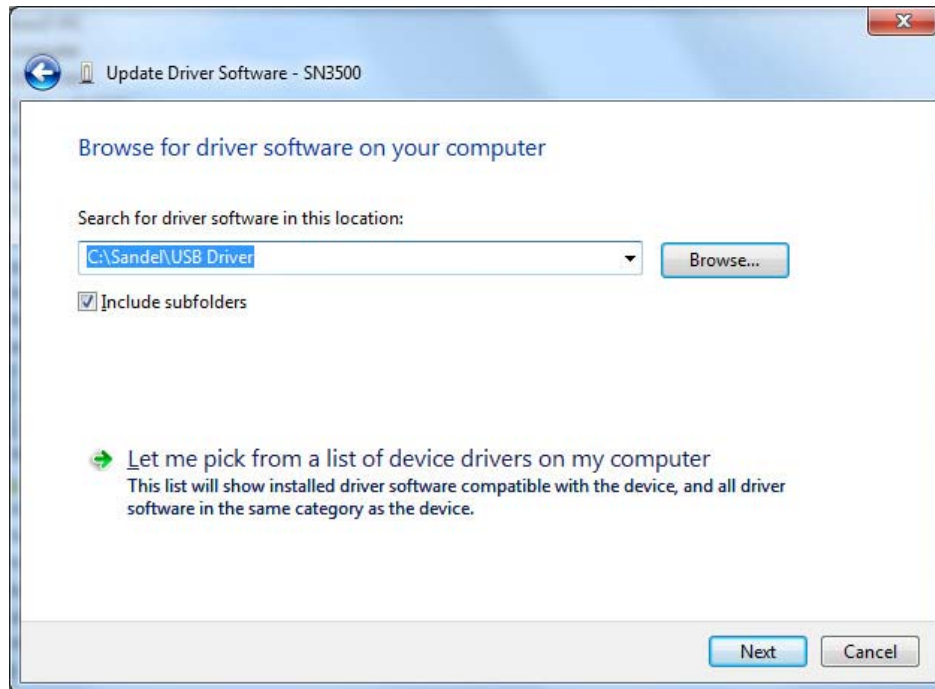 Update Driver Software - SN3500
Browse for driver software on your computer
Search for driver software in this location:
C:\Sandel\USB Driver
Browse...
Include subfolders
Let me pick from a list of device drivers on my computer
This list will show installed driver software compatible with the device, and all driver
software in the same category as the device.
Next
Cancel